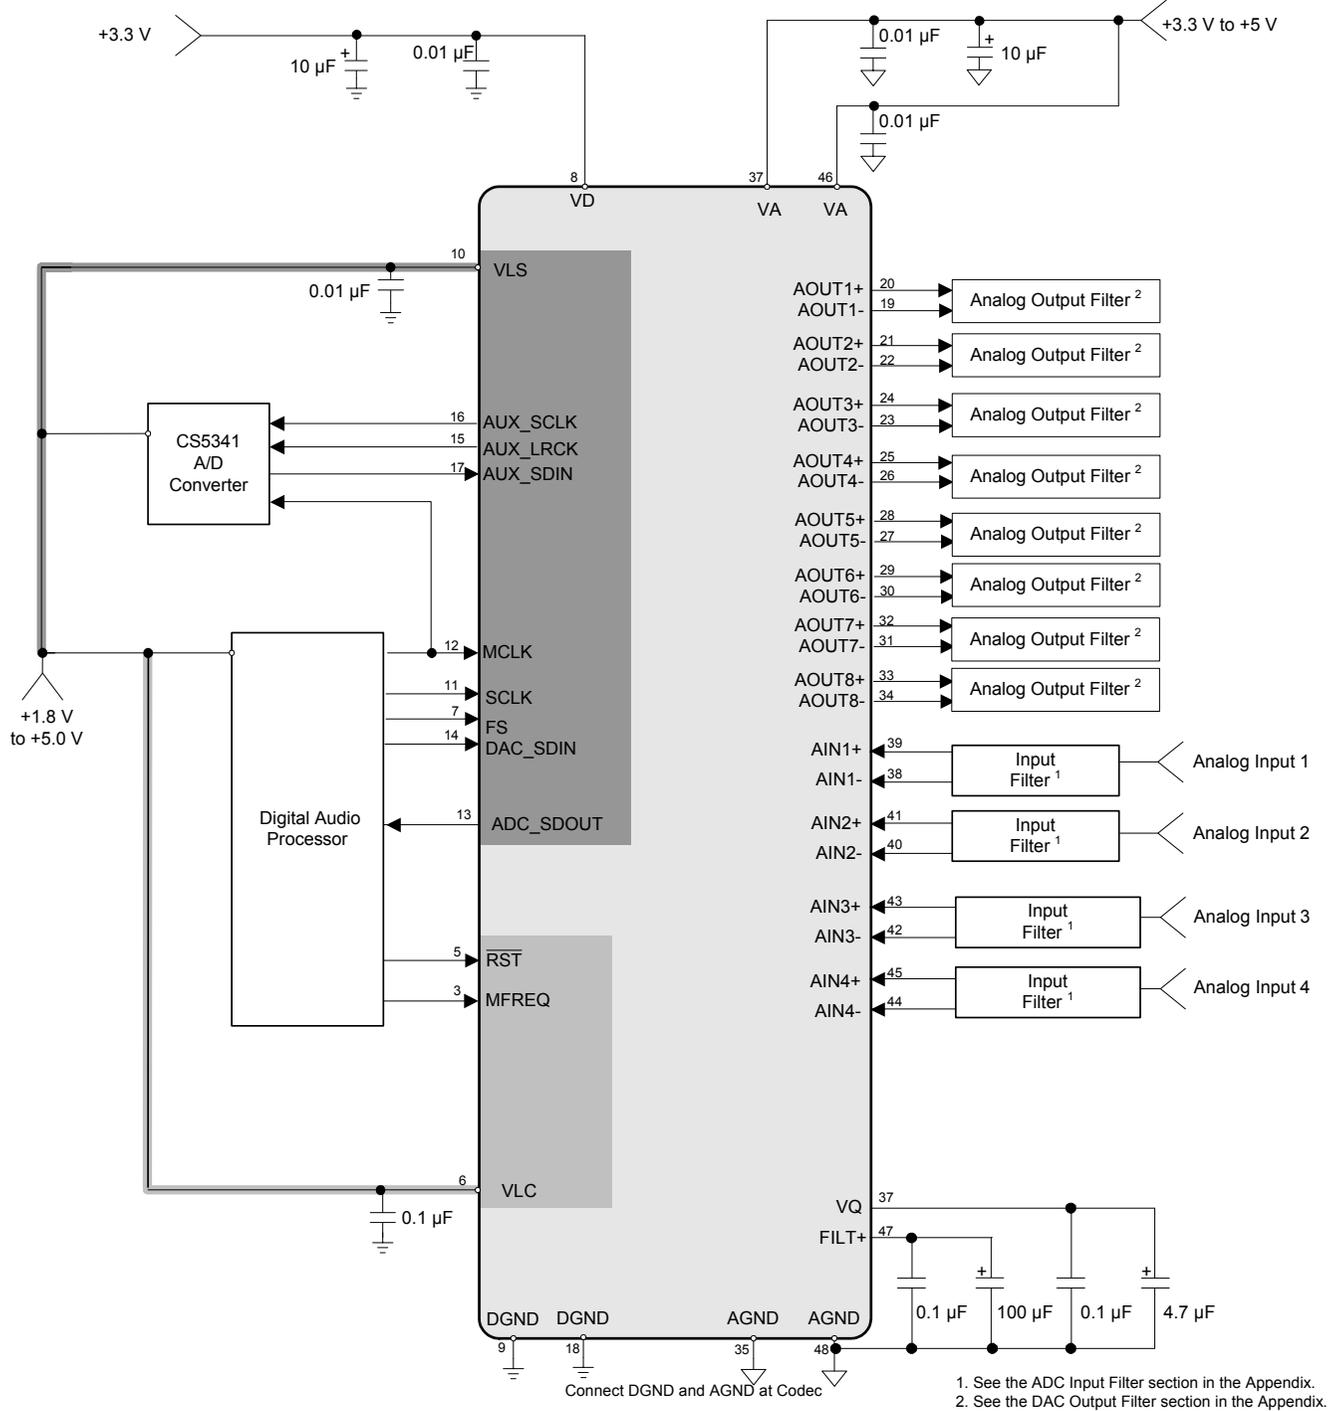 +3.3 V
10 µF
+
0.01 µF
0.01 µF
+
10 µF
+3.3 V to +5 V
0.01 µF
8
37
46
VD
VA
VA
10
VLS
0.01 µF
AOUT1+
20
AOUT1-
19
Analog Output Filter 2
AOUT2+
21
AOUT2-
22
Analog Output Filter 2
AOUT3+
24
AOUT3-
23
Analog Output Filter 2
AOUT4+
25
AOUT4-
26
Analog Output Filter 2
AOUT5+
28
AOUT5-
27
Analog Output Filter 2
AOUT6+
29
AOUT6-
30
Analog Output Filter 2
AOUT7+
32
AOUT7-
31
Analog Output Filter 2
AOUT8+
33
AOUT8-
34
Analog Output Filter 2
CS5341
A/D
Converter
16
AUX_SCLK
15
AUX_LRCK
17
AUX_SDIN
12
MCLK
11
SCLK
7
FS
14
DAC_SDIN
13
ADC_SDOUT
+1.8 V
to +5.0 V
Digital Audio
Processor
5
RST
3
MFREQ
AIN1+
39
AIN1-
38
Input
Filter 1
Analog Input 1
AIN2+
41
AIN2-
40
Input
Filter 1
Analog Input 2
AIN3+
43
AIN3-
42
Input
Filter 1
Analog Input 3
AIN4+
45
AIN4-
44
Input
Filter 1
Analog Input 4
6
VLC
0.1 µF
VQ
37
FILT+
47
+
+
0.1 µF
100 µF
0.1 µF
4.7 µF
DGND
DGND
AGND
AGND
9
18
35
48
Connect DGND and AGND at Codec
1. See the ADC Input Filter section in the Appendix.
2. See the DAC Output Filter section in the Appendix.